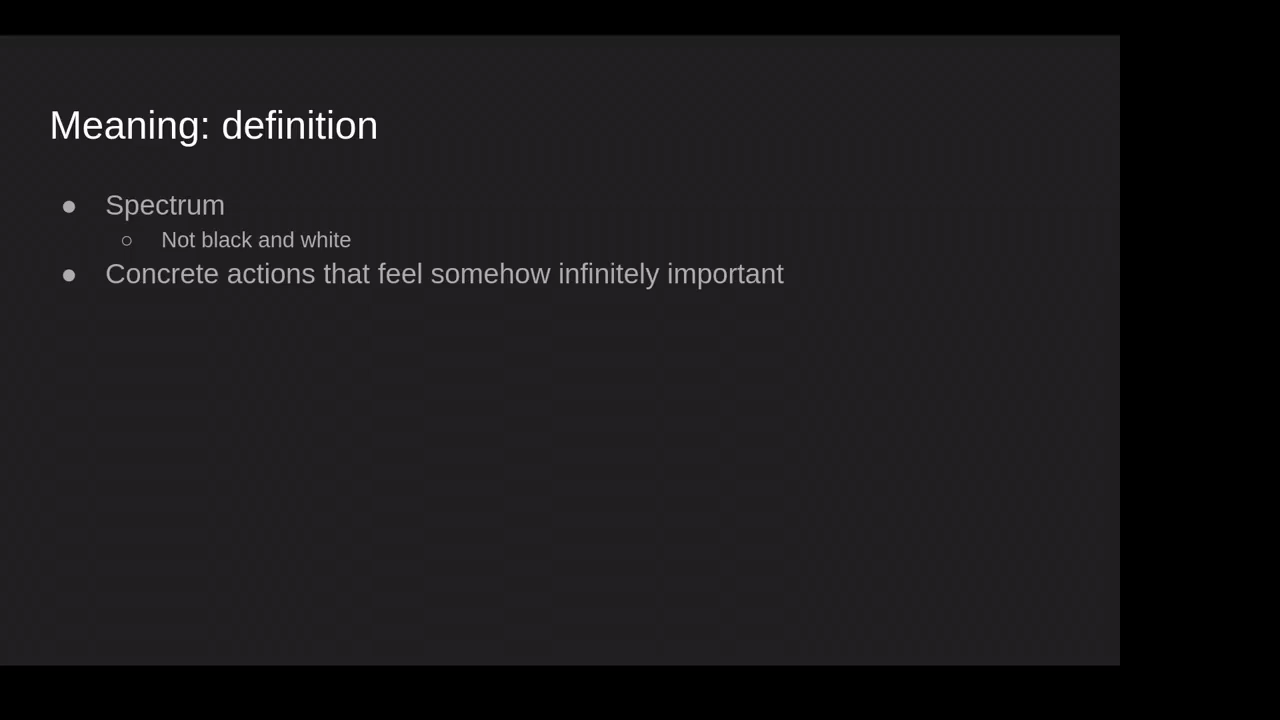 Meaning: definition
● Spectrum
○ Not black and white
● Concrete actions that feel somehow infinitely important